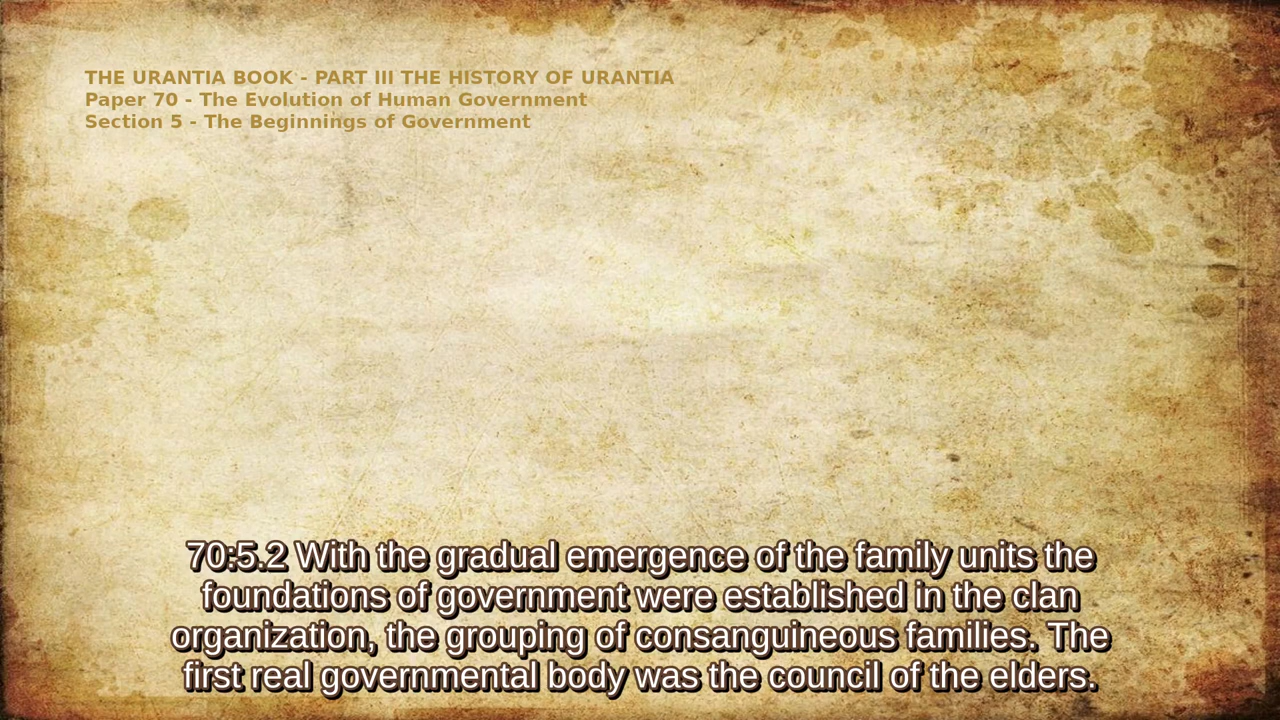 THE URANTIA BOOK - PART III THE HISTORY OF URANTIA
Paper 70 - The Evolution of Human Government
Section 5 - The Beginnings of Government
70:5.2 With the gradual emergence of the family units the
foundations of government were established in the clan
organization, the grouping of consanguineous families. The
first real governmental body was the council of the elders.